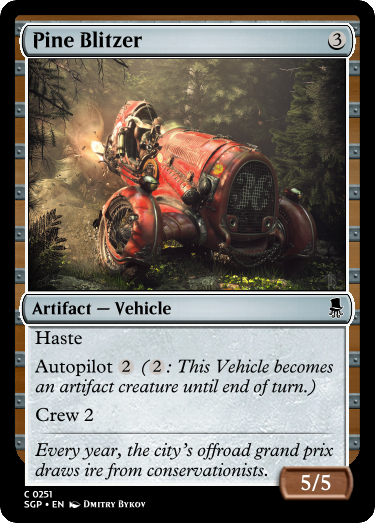 Pine Blitzer 3
Artifact — Vehicle
Haste
Autopilot 2 (2: This Vehicle becomes
an artifact creature until end of turn.)
Crew 2
Every year, the city's offroad grand prix
draws ire from conservationists.
5/5
C 0251
SGP • EN Dmitry Bykov